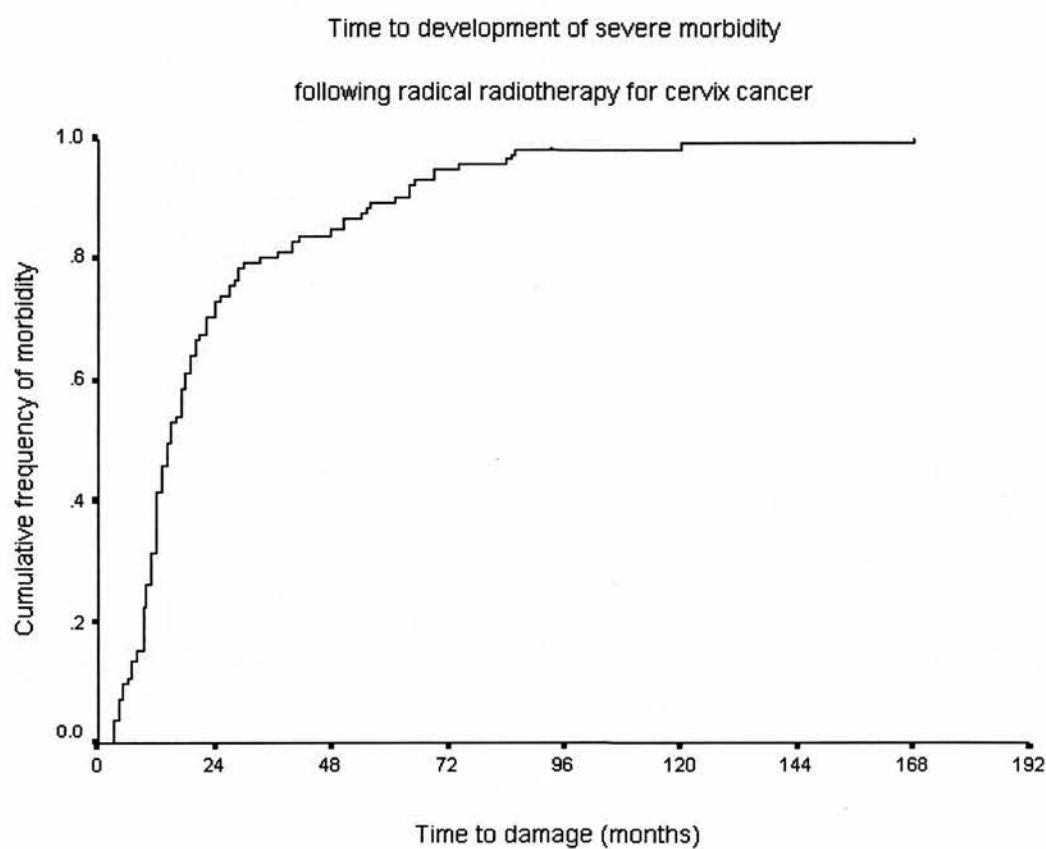 Time to development of severe morbidity
following radical radiotherapy for cervix cancer
1.0
.8
.6
.4
.2
0.0
Cumulative frequency of morbidity
0 24 48 72 96 120 144 168 192
Time to damage (months)